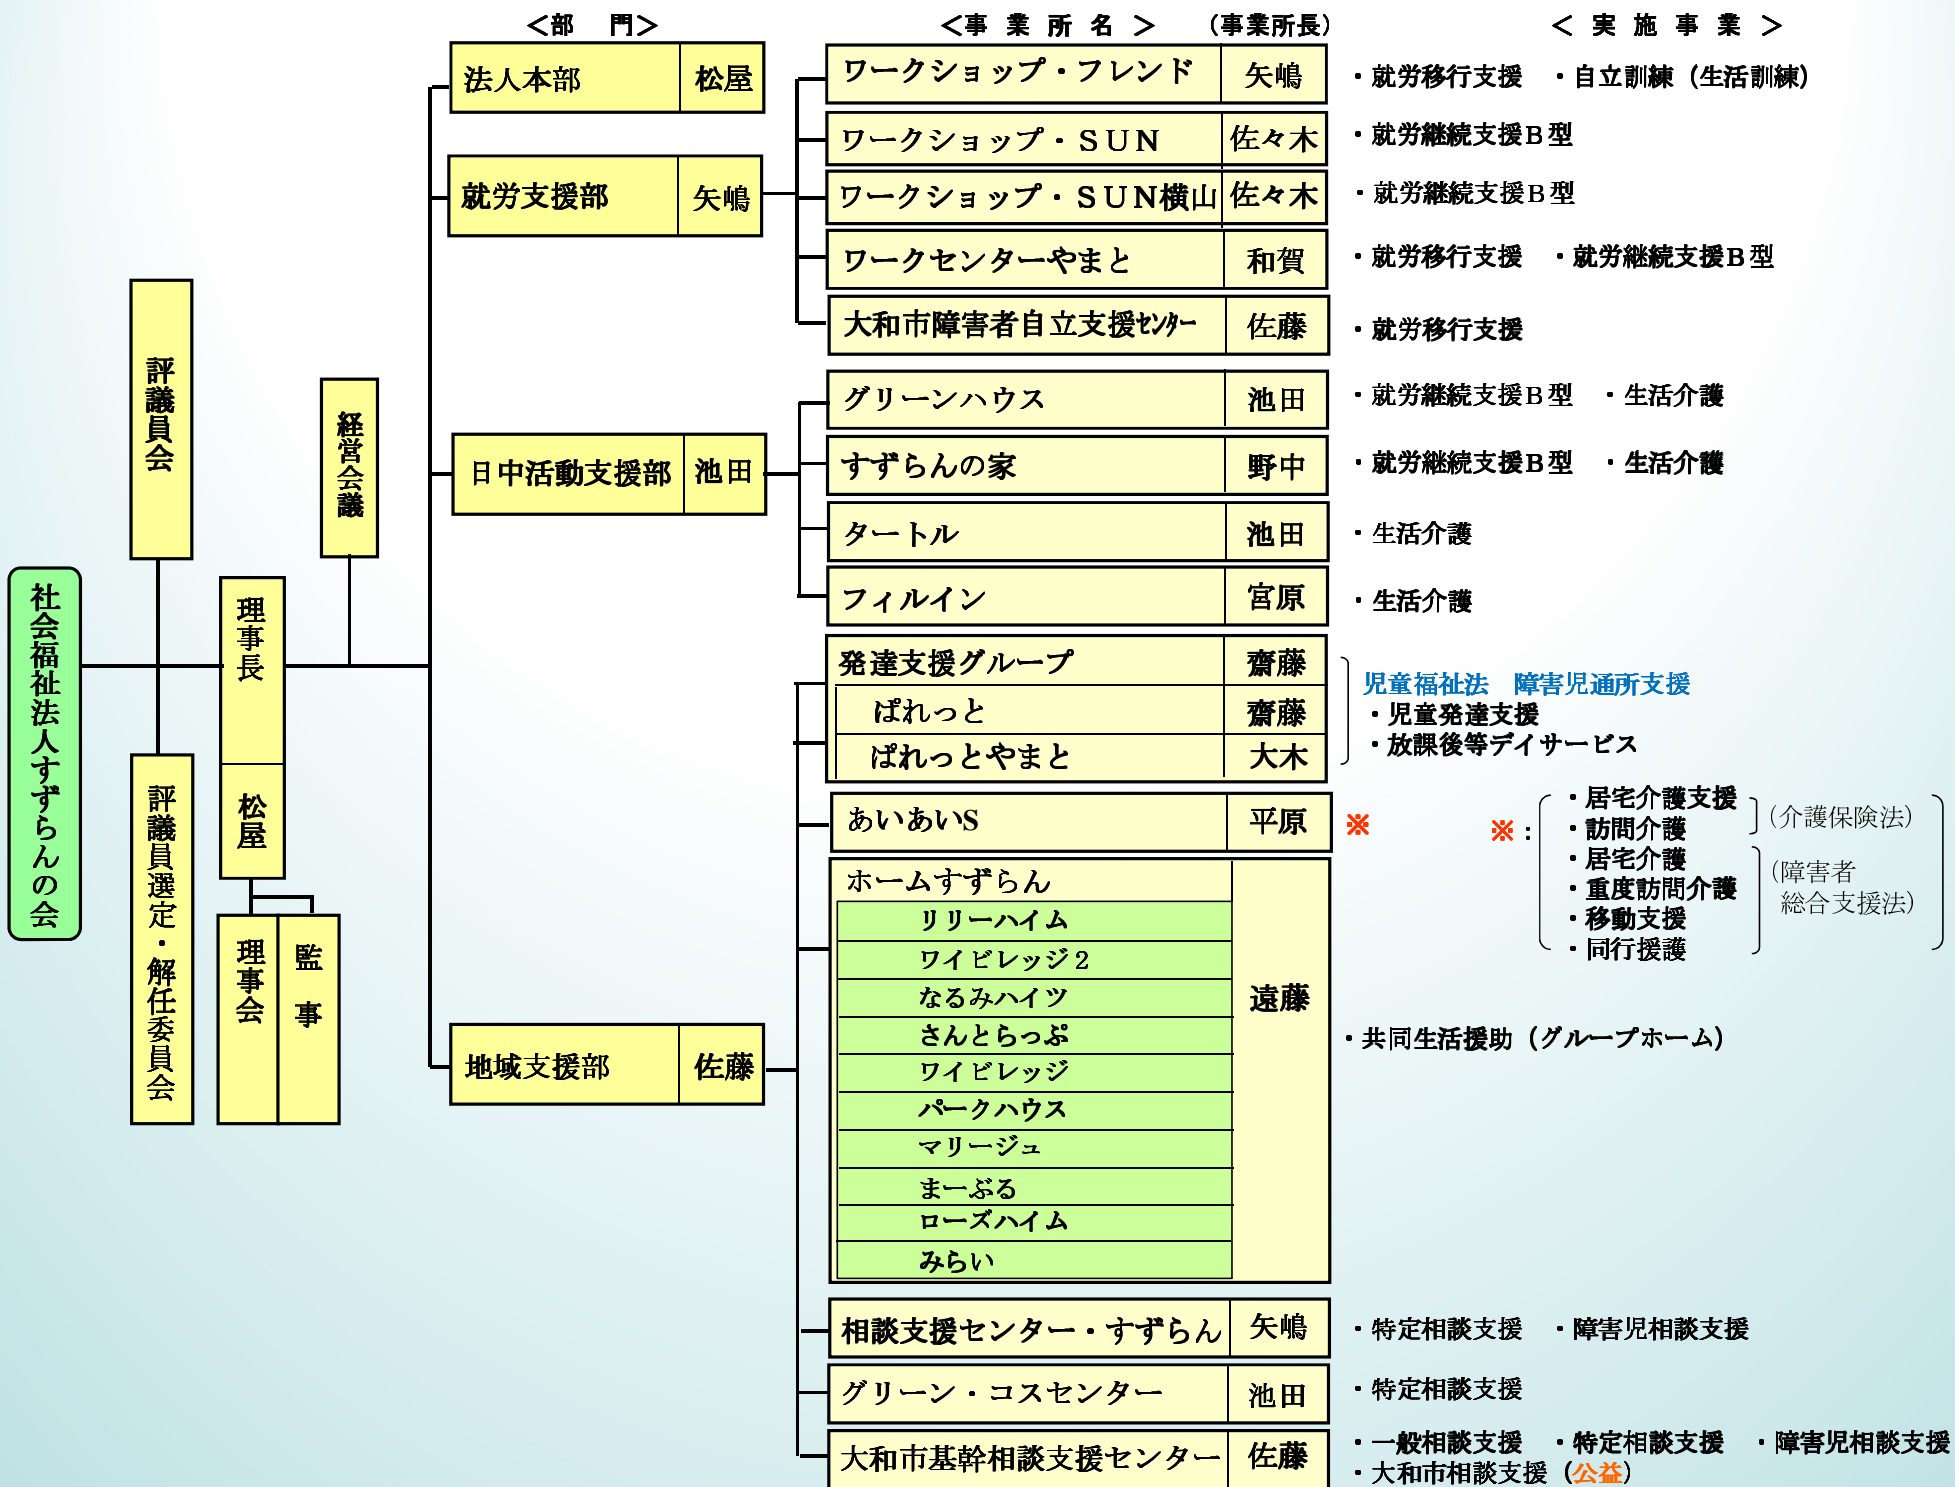 ＜部　門＞
＜事 業 所 名 ＞　(事業所長)
＜ 実 施 事 業 ＞
社会福祉法人すずらんの会
評議員会
評議員選定・解任委員会
理事長
松屋
理事会
監　事
経営会議
法人本部　松屋
就労支援部　矢嶋
ワークショップ・フレンド　矢嶋　・就労移行支援　・自立訓練（生活訓練）
ワークショップ・ＳＵＮ　佐々木　・就労継続支援Ｂ型
ワークショップ・ＳＵＮ横山　佐々木　・就労継続支援Ｂ型
ワークセンターやまと　和賀　・就労移行支援　・就労継続支援Ｂ型
大和市障害者自立支援ｾﾝﾀｰ　佐藤　・就労移行支援
日中活動支援部　池田
グリーンハウス　池田　・就労継続支援Ｂ型　・生活介護
すずらんの家　野中　・就労継続支援Ｂ型　・生活介護
タートル　池田　・生活介護
フィルイン　宮原　・生活介護
地域支援部　佐藤
発達支援グループ　齋藤
ぱれっと　齋藤
ぱれっとやまと　大木
児童福祉法　障害児通所支援
・児童発達支援
・放課後等デイサービス
あいあいS　平原　※
※：
・居宅介護支援
・訪問介護
（介護保険法）
・居宅介護
・重度訪問介護
・移動支援
・同行援護
（障害者
総合支援法）
ホームすずらん　遠藤
リリーハイム
ワイビレッジ２
なるみハイツ
さんとらっぷ
ワイビレッジ
パークハウス
マリージュ
まーぶる
ローズハイム
みらい
・共同生活援助（グループホーム）
相談支援センター・すずらん　矢嶋　・特定相談支援　・障害児相談支援
グリーン・コスセンター　池田　・特定相談支援
大和市基幹相談支援センター　佐藤　・一般相談支援　・特定相談支援　・障害児相談支援
・大和市相談支援（公益）